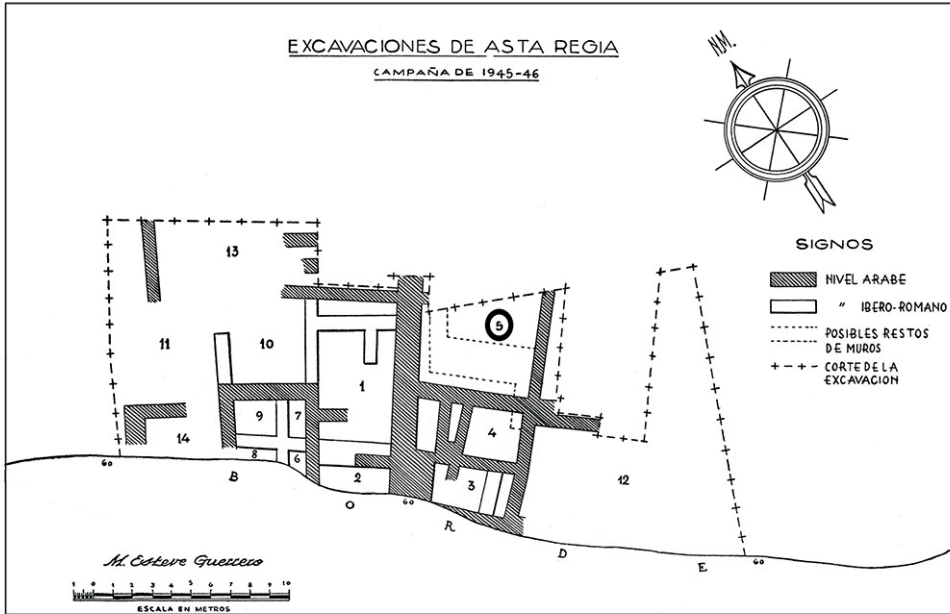 EXCAVACIONES DE ASTA REGIA
CAMPAÑA DE 1945-46
N.M.
SIGNOS
NIVEL ARABE
" IBERO-ROMANO
POSIBLES RESTOS
DE MUROS
CORTE DE LA
EXCAVACION
13
5
11
10
1
9
7
4
14
8
6
2
3
12
60
B
O
60
R
D
E
60
M. Esteve Guerrero
1 0 1 2 3 4 5 6 7 8 9 10
ESCALA EN METROS